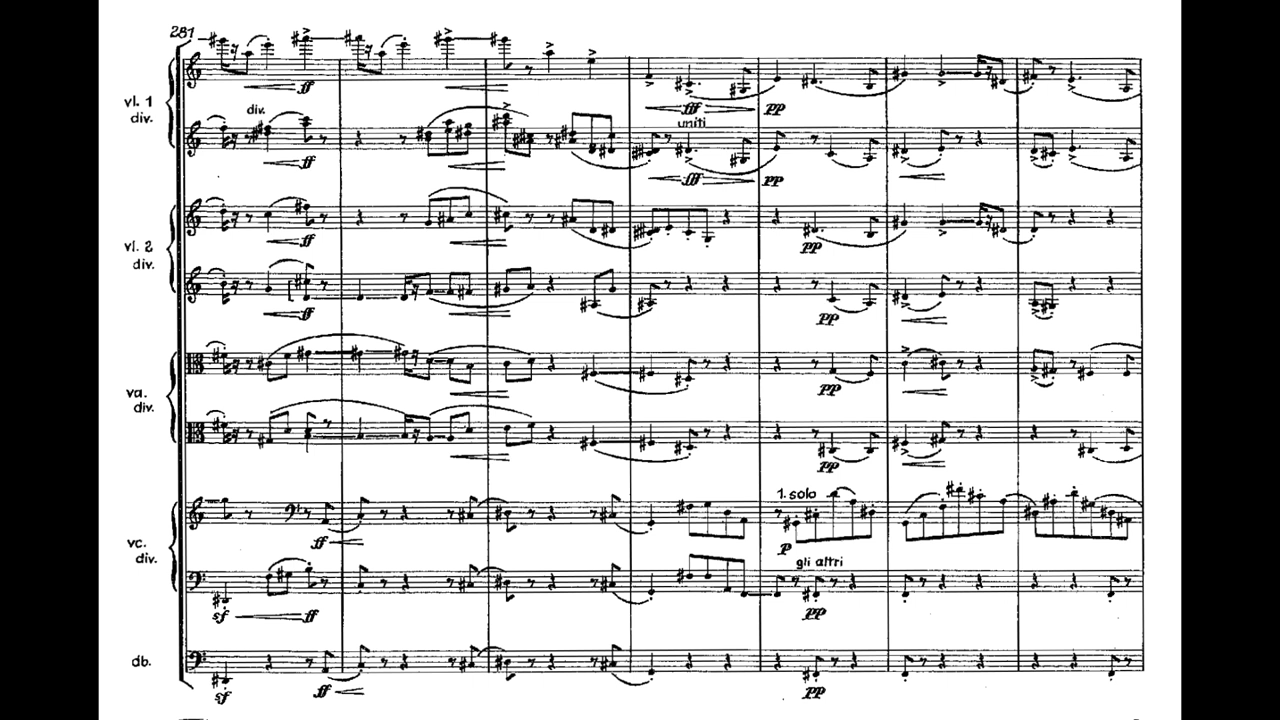 281
vl. 1
div.
div.
ff
ff
fff
pp
uniti
fff
pp
vl. 2
div.
ff
pp
ff
pp
va.
div.
pp
pp
vc.
div.
ff
1. solo
p
gli altri
sf
ff
pp
db.
sf
ff
pp